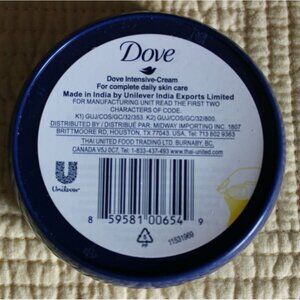 Dove
Dove Intensive-Cream
For complete daily skin care
Made in India by Unilever India Exports Limited
FOR MANUFACTURING UNIT READ THE FIRST TWO
CHARACTERS OF CODE.
K1) GUJ/COS/GC/32/353. K2) GUJ/COS/GC/32/800.
DISTRIBUTED BY / DISTRIBUÉ PAR: MIDWAY IMPORTING INC. 1807
BRITTMOORE RD, HOUSTON, TX 77043. USA. Tel: 713 802 9363
THAI UNITED FOOD TRADING LTD. BURNABY, BC.
CANADA V5J 0C7. Tel: 1-833-437-493 www.thai-united.com
Unilever
8 59581 00654 9
5
PP
11531969